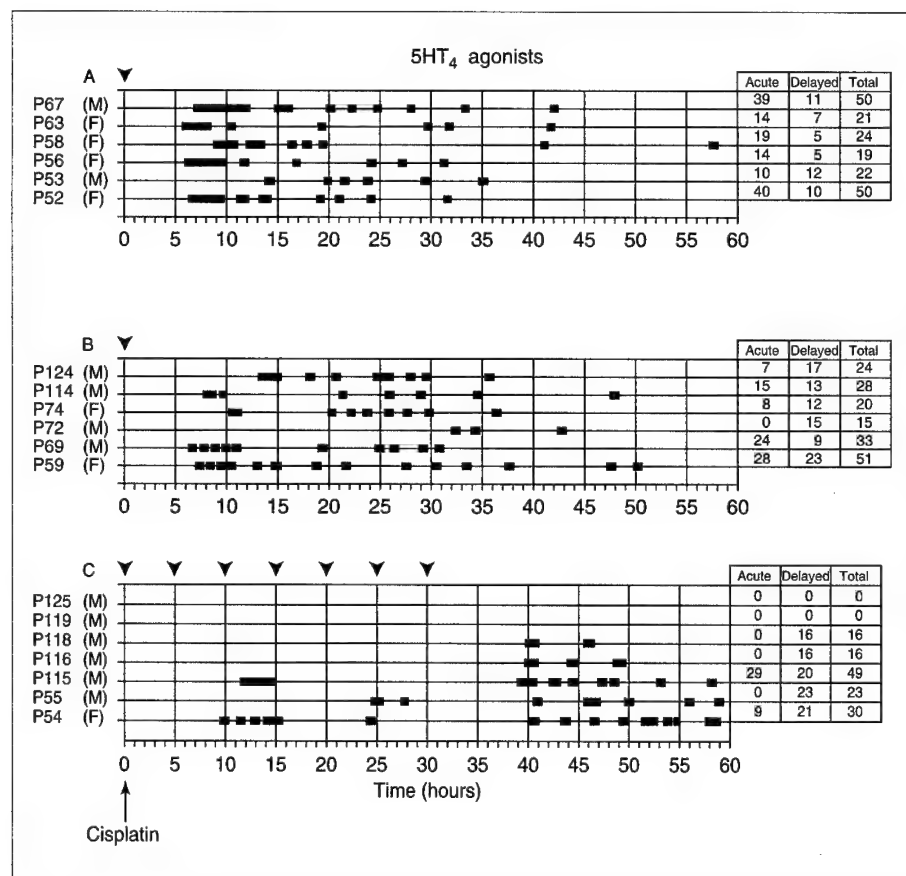 5HT₄ agonists
A
Acute Delayed Total
P67 (M) 39 11 50
P63 (F) 14 7 21
P58 (F) 19 5 24
P56 (F) 14 5 19
P53 (M) 10 12 22
P52 (F) 40 10 50
0 5 10 15 20 25 30 35 40 45 50 55 60
B
Acute Delayed Total
P124 (M) 7 17 24
P114 (M) 15 13 28
P74 (F) 8 12 20
P72 (M) 0 15 15
P69 (M) 24 9 33
P59 (F) 28 23 51
0 5 10 15 20 25 30 35 40 45 50 55 60
C
Acute Delayed Total
P125 (M) 0 0 0
P119 (M) 0 0 0
P118 (M) 0 16 16
P116 (M) 0 16 16
P115 (M) 29 20 49
P55 (M) 0 23 23
P54 (F) 9 21 30
0 5 10 15 20 25 30 35 40 45 50 55 60
Time (hours)
Cisplatin